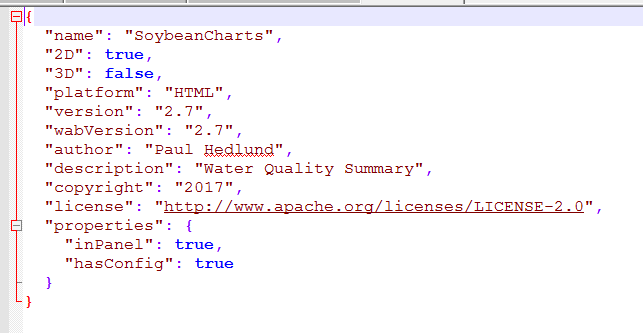 {
"name": "SoybeanCharts",
"2D": true,
"3D": false,
"platform": "HTML",
"version": "2.7",
"wabVersion": "2.7",
"author": "Paul Hedlund",
"description": "Water Quality Summary",
"copyright": "2017",
"license": "http://www.apache.org/licenses/LICENSE-2.0",
"properties": {
"inPanel": true,
"hasConfig": true
}
}